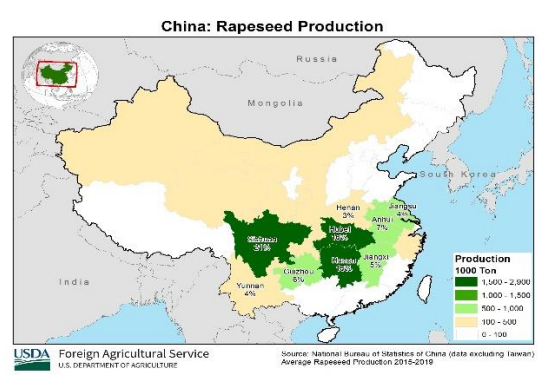 China: Rapeseed Production
Russia
Mongolia
South Korea
Henan
3%
Jiangsu
4%
Anhui
7%
Sichuan
21%
Hubei
16%
Hunan
15%
Jiangxi
5%
Guizhou
6%
Yunnan
4%
India
Production
1000 Ton
1,500 - 2,900
1,000 - 1,500
500 - 1,000
100 - 500
0 - 100
USDA
Foreign Agricultural Service
U.S. DEPARTMENT OF AGRICULTURE
Source: National Bureau of Statistics of China (data excluding Taiwan)
Average Rapeseed Production 2015-2019